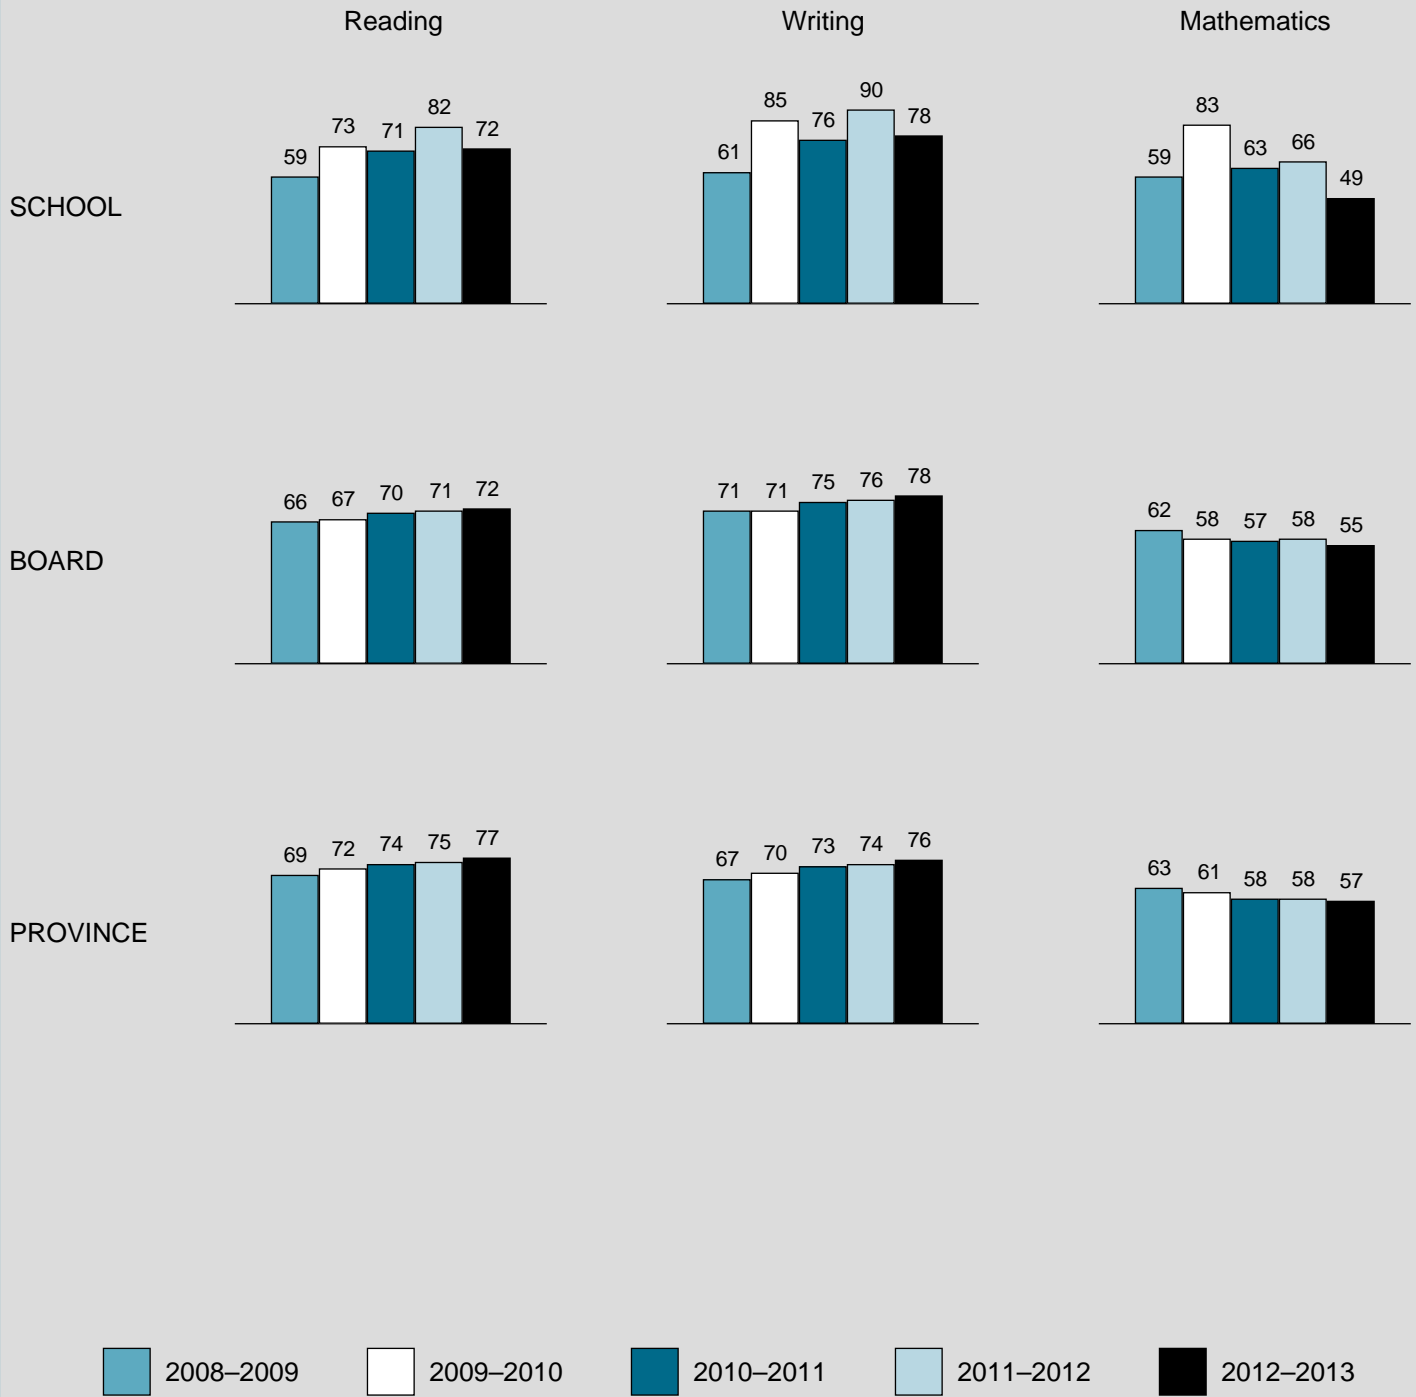 Reading Writing Mathematics
SCHOOL
59 73 71 82 72
61 85 76 90 78
59 83 63 66 49
BOARD
66 67 70 71 72
71 71 75 76 78
62 58 57 58 55
PROVINCE
69 72 74 75 77
67 70 73 74 76
63 61 58 58 57
2008–2009 2009–2010 2010–2011 2011–2012 2012–2013